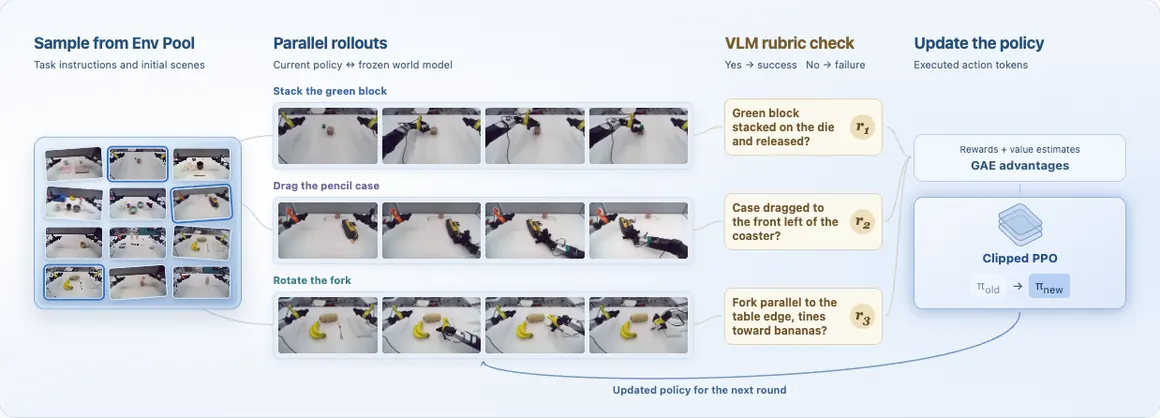 Sample from Env Pool
Task instructions and initial scenes
Parallel rollouts
Current policy ↔ frozen world model
Stack the green block
Drag the pencil case
Rotate the fork
VLM rubric check
Yes → success No → failure
Green block
stacked on the die
and released?
r₁
Case dragged to
the front left of the
coaster?
r₂
Fork parallel to the
table edge, tines
toward bananas?
r₃
Update the policy
Executed action tokens
Rewards + value estimates
GAE advantages
Clipped PPO
π_old → π_new
Updated policy for the next round